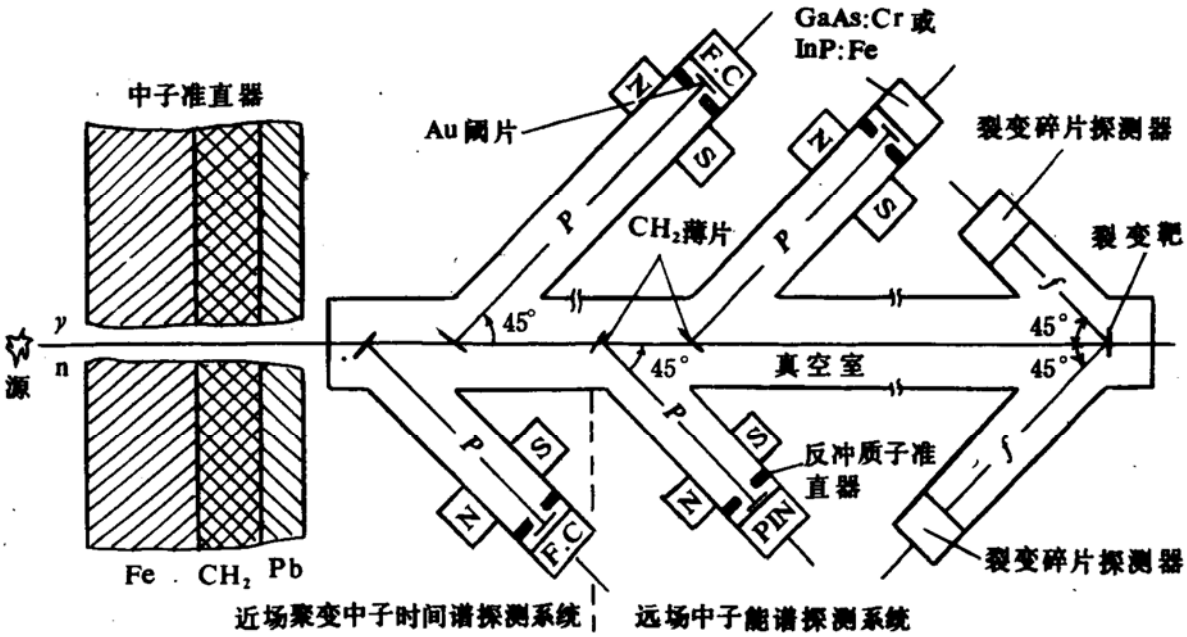 GaAs:Cr 或
InP:Fe
中子准直器
Au 阈片
N
F.C
S
P
N
S
P
裂变碎片探测器
CH₂薄片
裂变靶
f
γ
n
源
45°
45°
45°
45°
真空室
P
S
N
F.C
P
S
N
PIN
反冲质子准
直器
f
裂变碎片探测器
Fe
CH₂
Pb
近场聚变中子时间谱探测系统
远场中子能谱探测系统